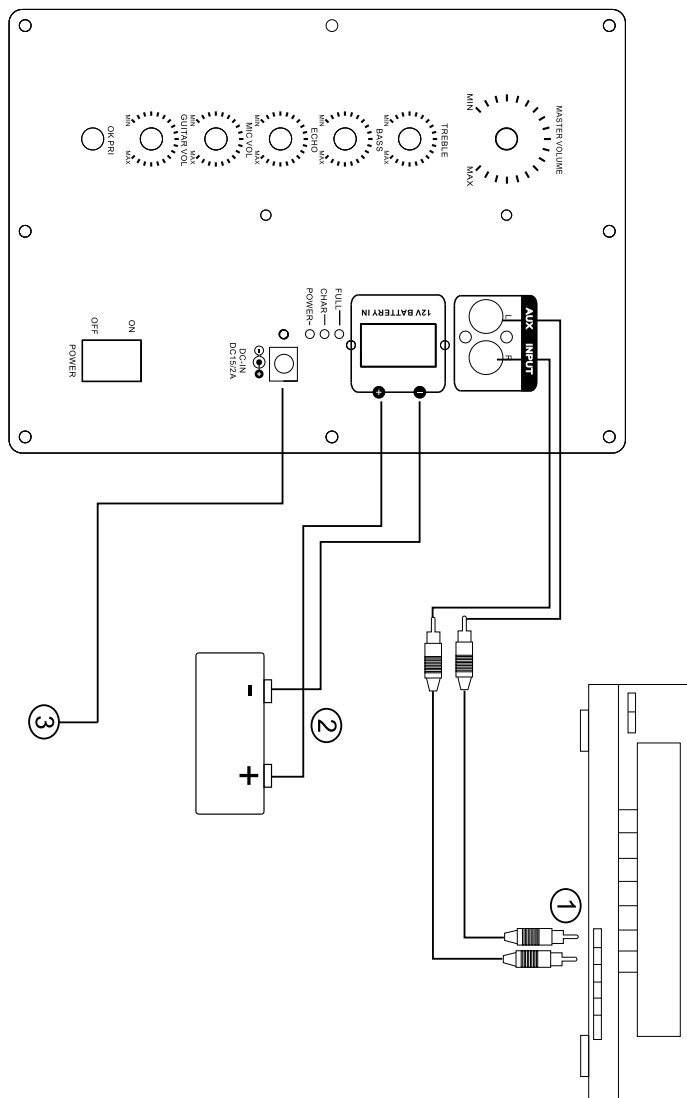 MASTER VOLUME
MIN
MAX
TREBLE
MIN
MAX
BASS
MIN
MAX
ECHO
MIN
MAX
MIC VOL
MIN
MAX
GUITAR VOL
MIN
MAX
OK PRI
AUX INPUT
L
R
12V BATTERY IN
+
-
FULL
CHAR
POWER
DC-IN
DC15/2A
- +
ON
OFF
POWER
1
2
- +
3